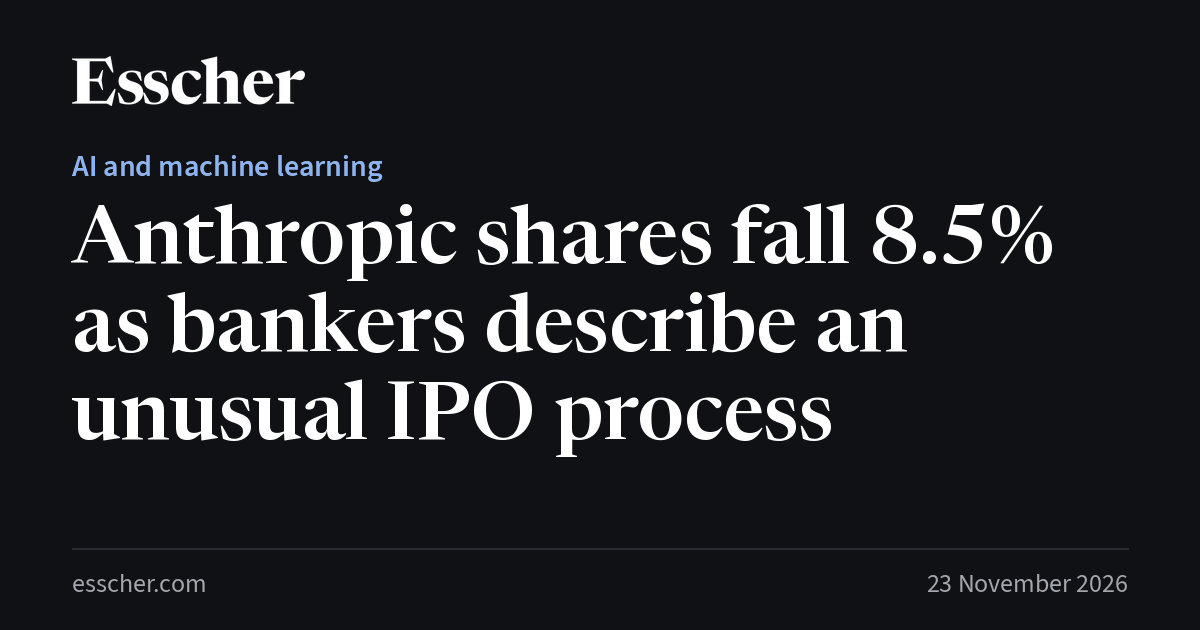 Esscher
AI and machine learning
Anthropic shares fall 8.5%
as bankers describe an
unusual IPO process
esscher.com
23 November 2026